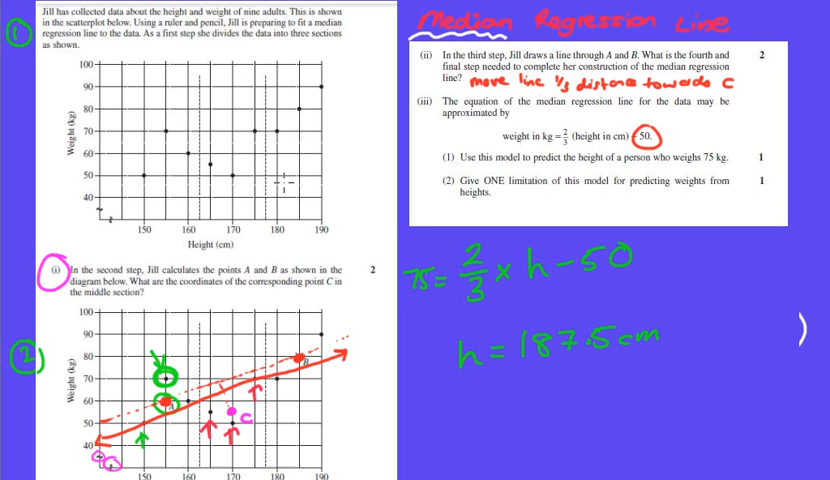 1
Jill has collected data about the height and weight of nine adults. This is shown
in the scatterplot below. Using a ruler and pencil, Jill is preparing to fit a median
regression line to the data. As a first step she divides the data into three sections
as shown.
100
90
80
70
60
50
40
Weight (kg)
150 160 170 180 190
Height (cm)
(i) In the second step, Jill calculates the points A and B as shown in the 2
diagram below. What are the coordinates of the corresponding point C in
the middle section?
2
100
90
80
70
60
50
40
Weight (kg)
A
B
C
150 160 170 180 190
Median Regression Line
(ii) In the third step, Jill draws a line through A and B. What is the fourth and 2
final step needed to complete her construction of the median regression
line? move line 1/3 distance towards C
(iii) The equation of the median regression line for the data may be
approximated by
weight in kg = 2/3 (height in cm) – 50.
(1) Use this model to predict the height of a person who weighs 75 kg. 1
(2) Give ONE limitation of this model for predicting weights from 1
heights.
75 = 2/3 × h - 50
h = 187.5 cm